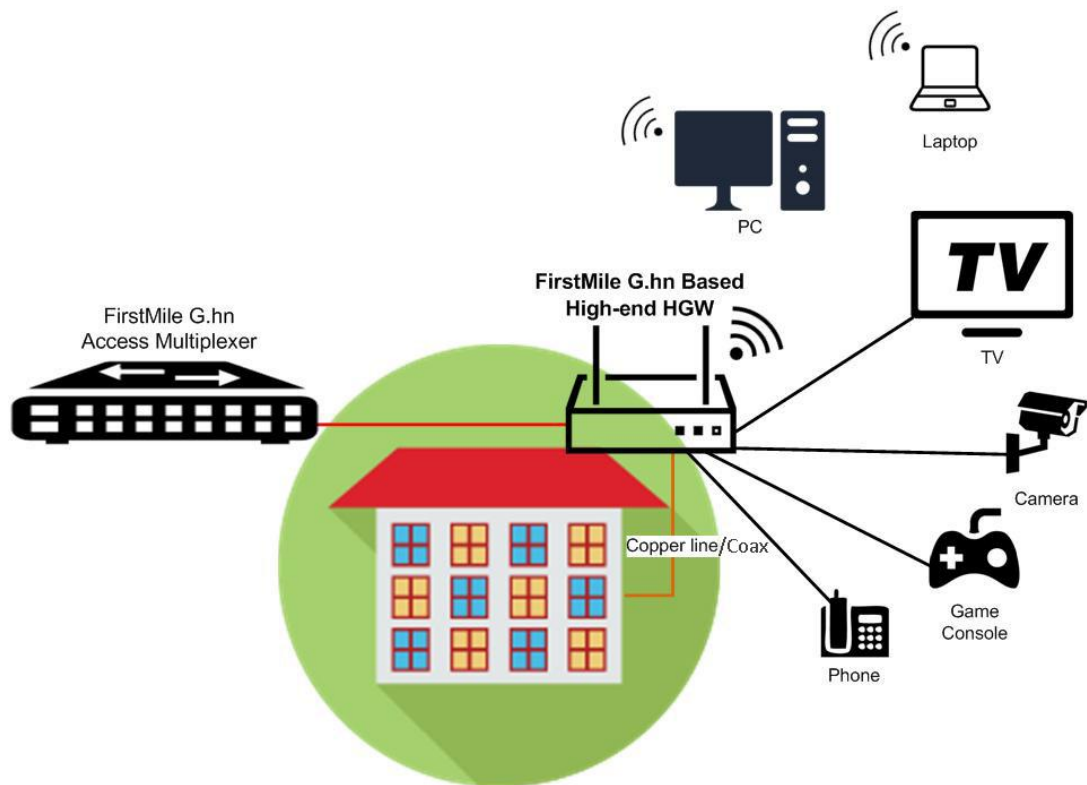 Laptop
PC
TV
TV
FirstMile G.hn Based
High-end HGW
FirstMile G.hn
Access Multiplexer
Camera
Copper line/Coax
Game
Console
Phone